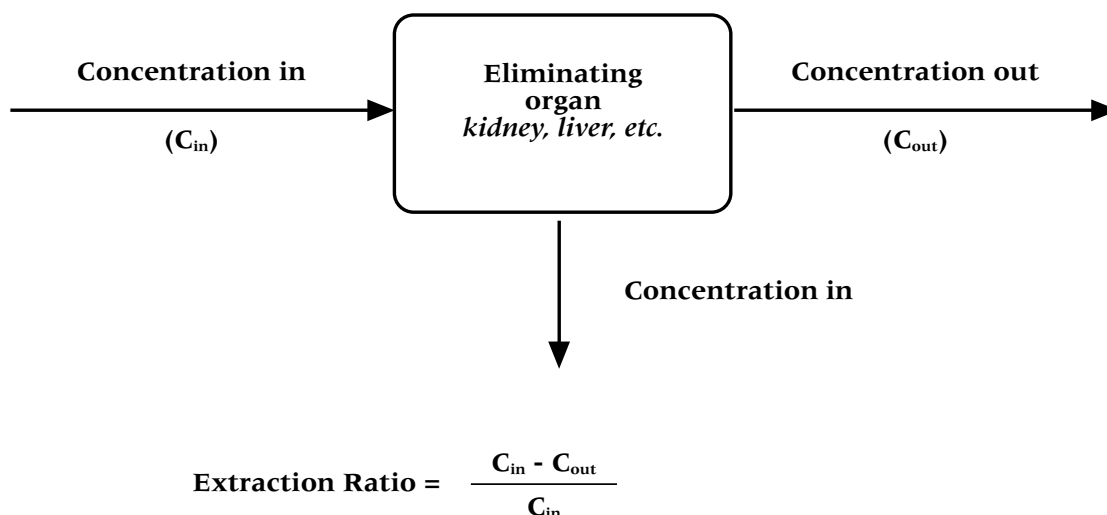 Concentration in
(Cin)
Eliminating
organ
kidney, liver, etc.
Concentration out
(Cout)
Concentration in
Extraction Ratio =
Cin - Cout
Cin